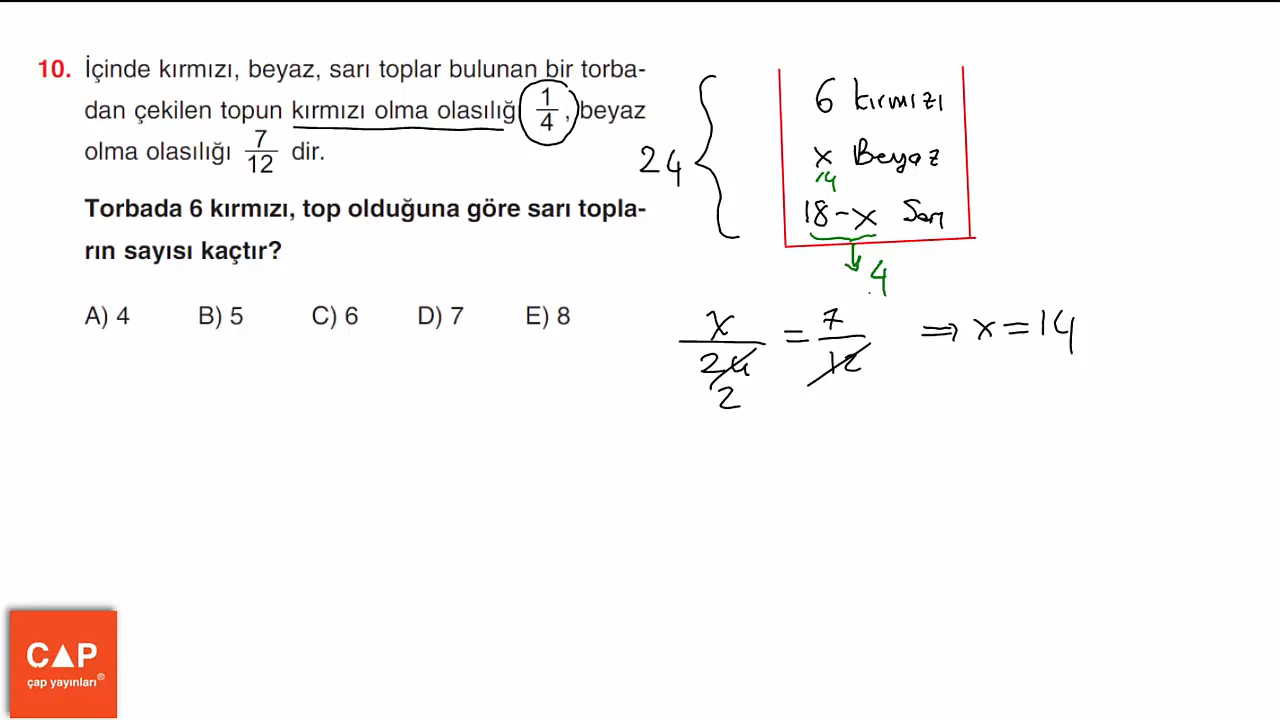 10. İçinde kırmızı, beyaz, sarı toplar bulunan bir torba-
dan çekilen topun kırmızı olma olasılığ 1/4, beyaz
olma olasılığı 7/12 dir.
Torbada 6 kırmızı, top olduğuna göre sarı topla-
rın sayısı kaçtır?
A) 4 B) 5 C) 6 D) 7 E) 8
24
6 kırmızı
x Beyaz
14
18-x Sarı
4
x/24 = 7/12 ⇒ x = 14
2
CAP
çap yayınları®